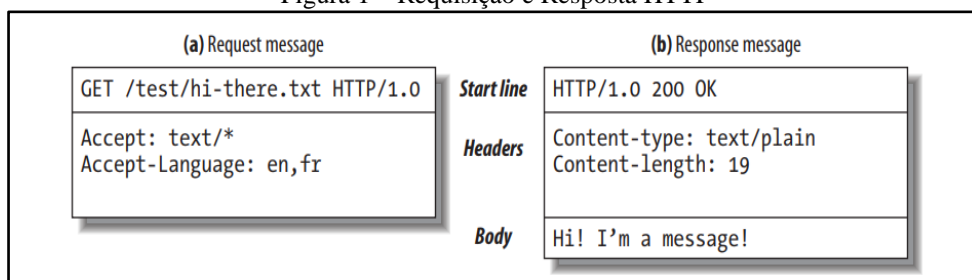 (a) Request message
GET /test/hi-there.txt HTTP/1.0
Accept: text/*
Accept-Language: en,fr
Start line
Headers
Body
(b) Response message
HTTP/1.0 200 OK
Content-type: text/plain
Content-length: 19
Hi! I'm a message!